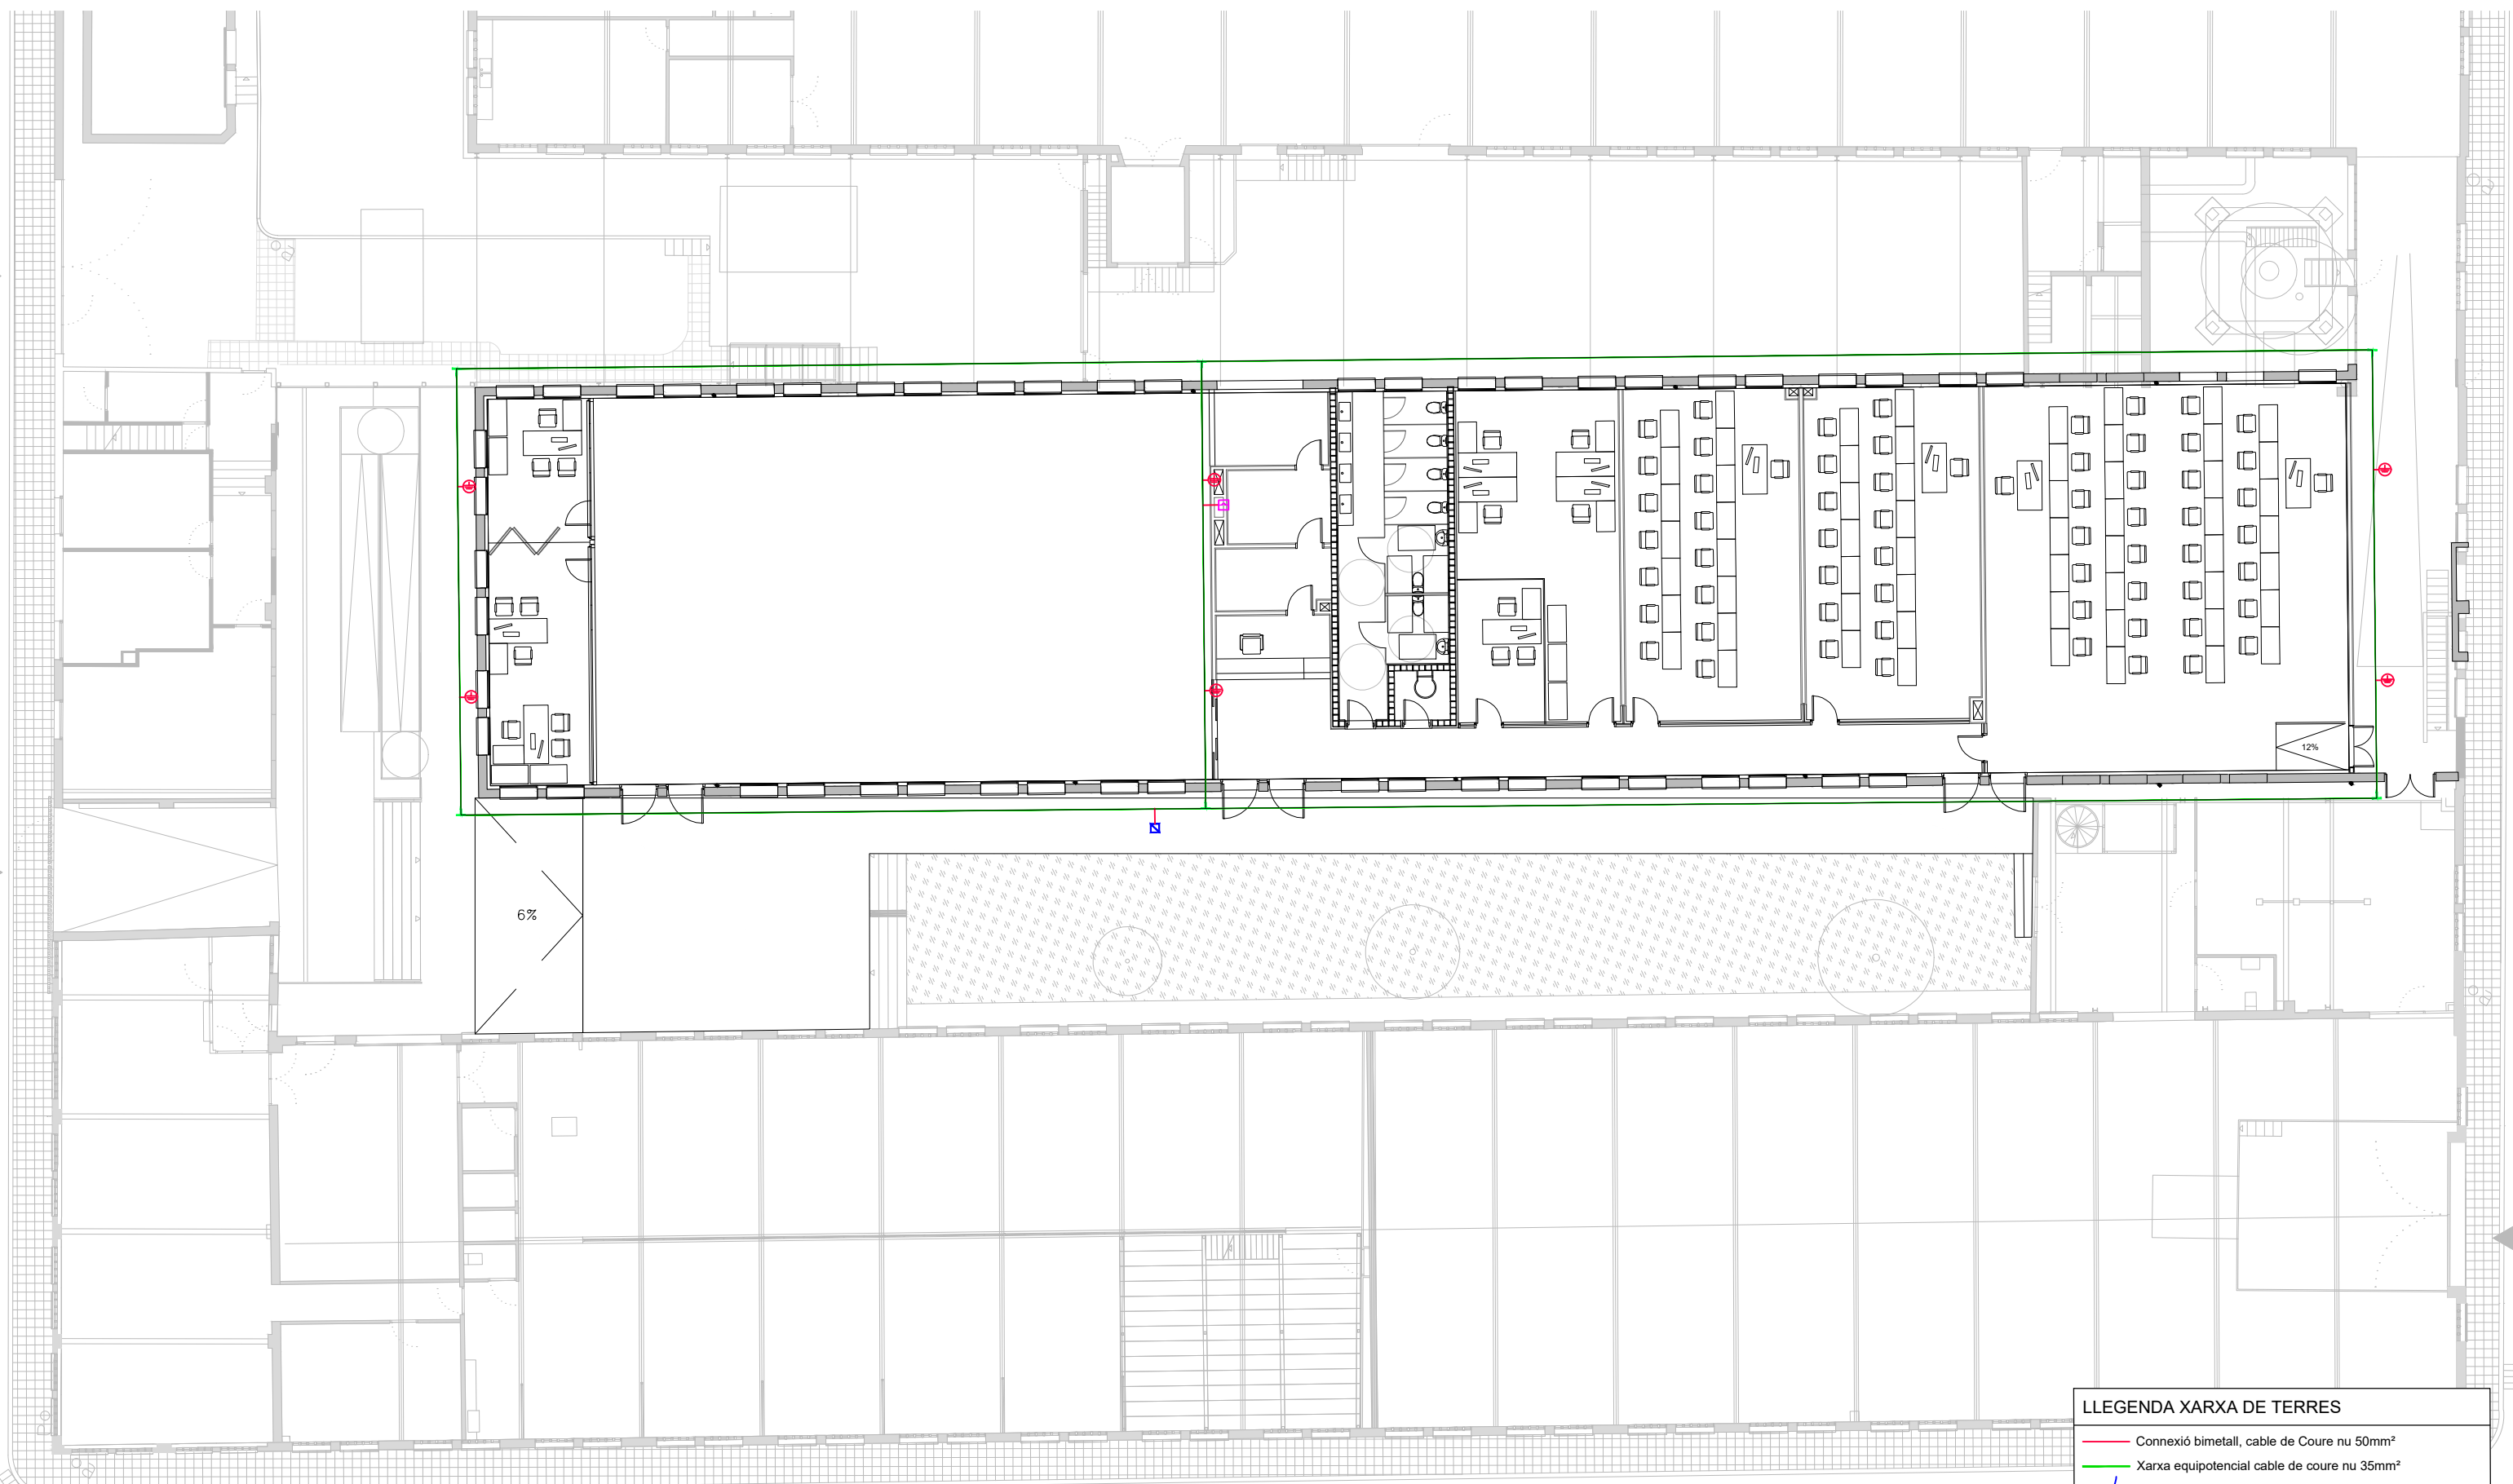 12%
6%
LLEGENDA XARXA DE TERRES
Connexió bimetall, cable de Coure nu 50mm²
Xarxa equipotencial cable de coure nu 35mm²